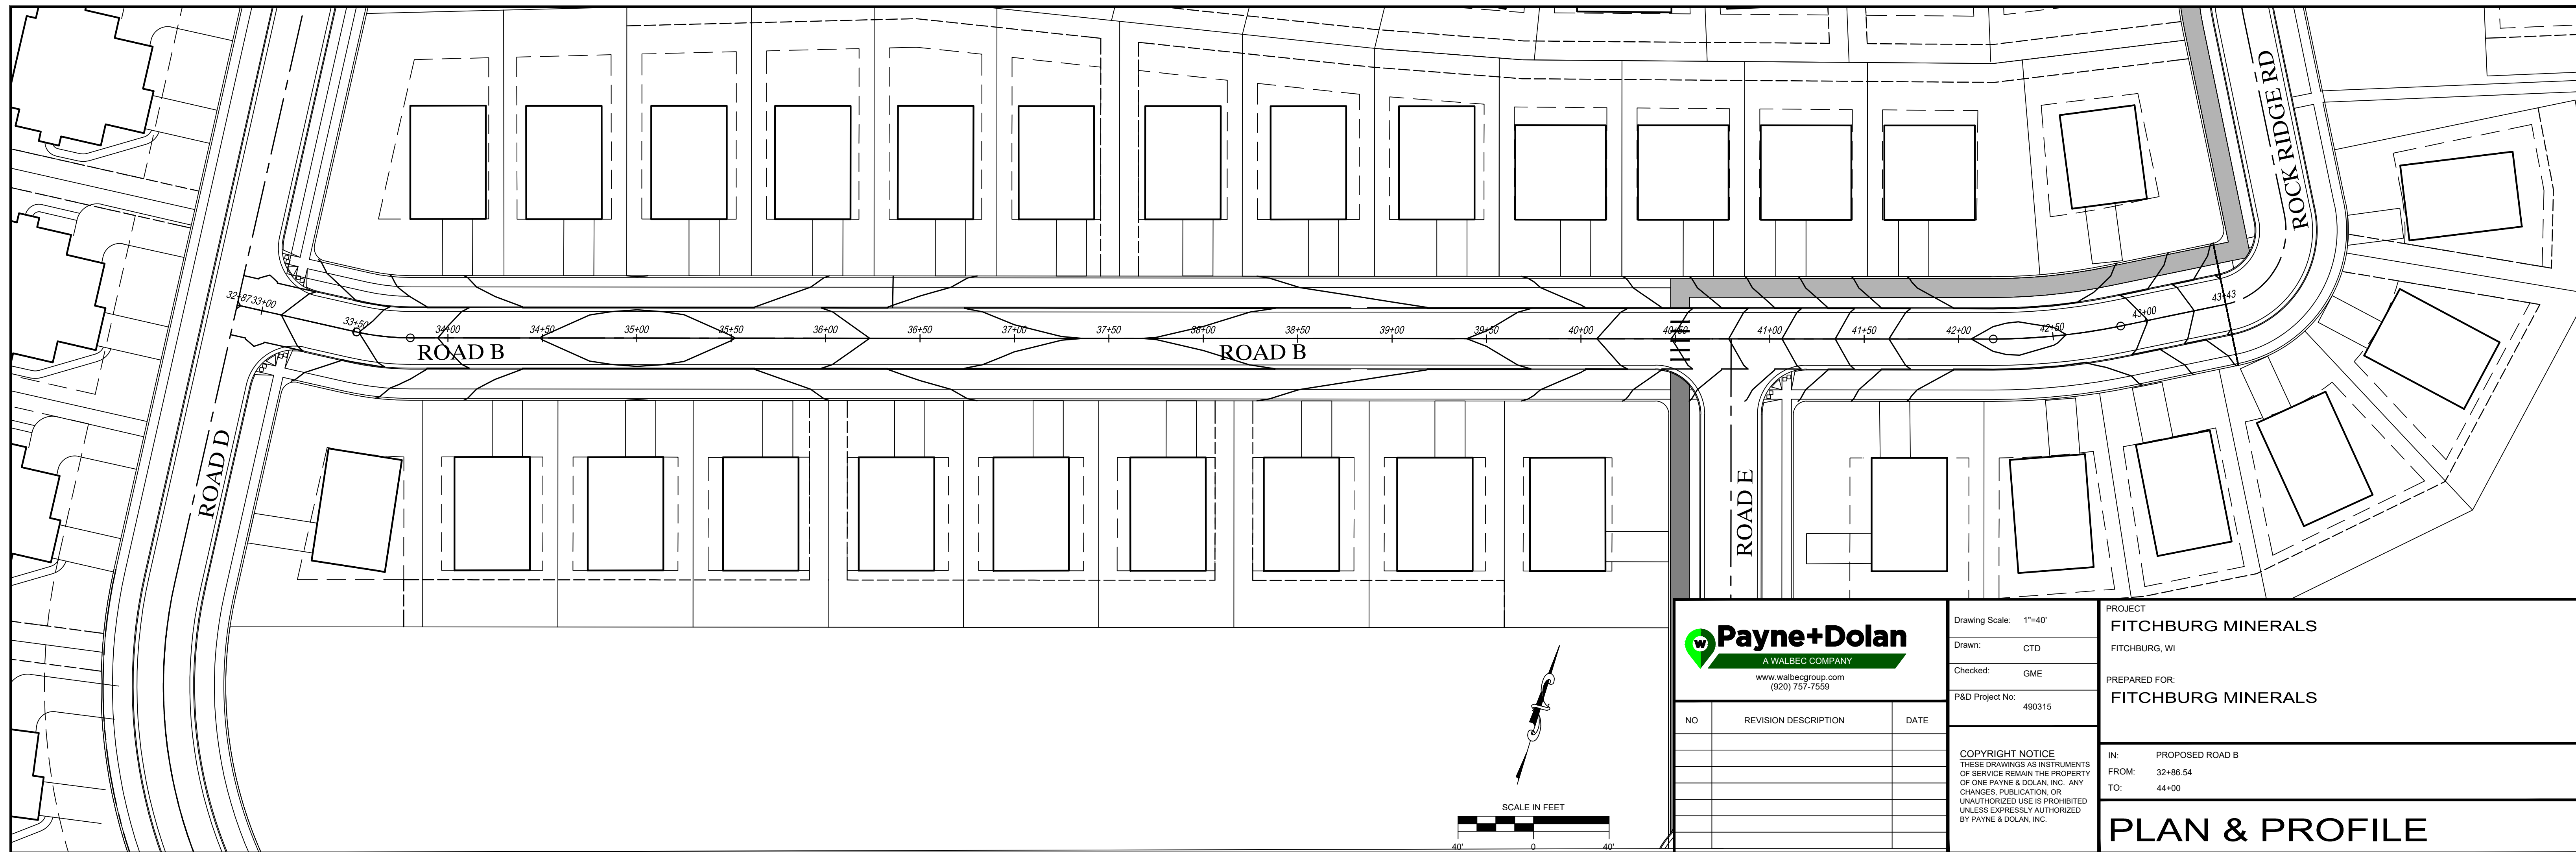 ROCK RIDGE RD
32+87
33+00
33+50
34+00
34+50
35+00
35+50
36+00
36+50
37+00
37+50
38+00
38+50
39+00
39+50
40+00
40+50
41+00
41+50
42+00
42+50
43+00
43+43
ROAD B
ROAD B
ROAD D
ROAD E
SCALE IN FEET
40' 0 40'
W
Payne+Dolan
A WALBEC COMPANY
www.walbecgroup.com
(920) 757-7559
NO REVISION DESCRIPTION DATE
Drawing Scale: 1"=40'
Drawn: CTD
Checked: GME
P&D Project No:
490315
COPYRIGHT NOTICE
THESE DRAWINGS AS INSTRUMENTS
OF SERVICE REMAIN THE PROPERTY
OF ONE PAYNE & DOLAN, INC. ANY
CHANGES, PUBLICATION, OR
UNAUTHORIZED USE IS PROHIBITED
UNLESS EXPRESSLY AUTHORIZED
BY PAYNE & DOLAN, INC.
PROJECT
FITCHBURG MINERALS
FITCHBURG, WI
PREPARED FOR:
FITCHBURG MINERALS
IN: PROPOSED ROAD B
FROM: 32+86.54
TO: 44+00
PLAN & PROFILE